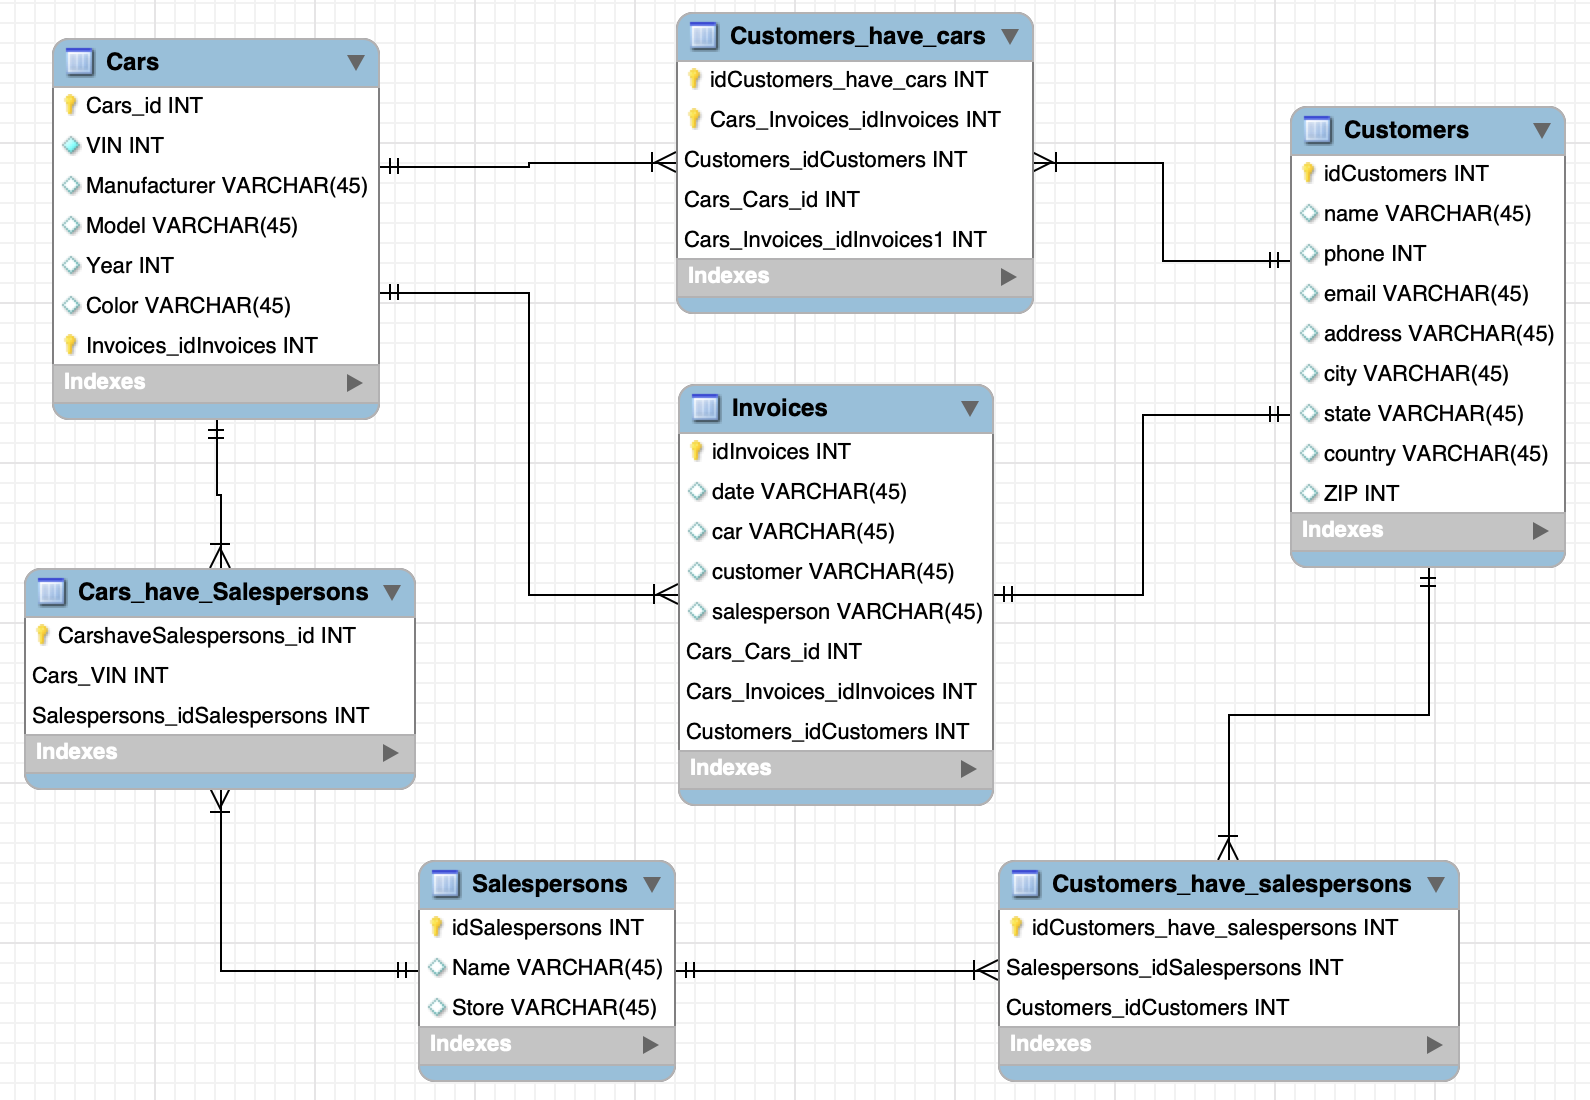 Cars
Cars_id INT
VIN INT
Manufacturer VARCHAR(45)
Model VARCHAR(45)
Year INT
Color VARCHAR(45)
Invoices_idInvoices INT
Indexes
Customers_have_cars
idCustomers_have_cars INT
Cars_Invoices_idInvoices INT
Customers_idCustomers INT
Cars_Cars_id INT
Cars_Invoices_idInvoices1 INT
Indexes
Customers
idCustomers INT
name VARCHAR(45)
phone INT
email VARCHAR(45)
address VARCHAR(45)
city VARCHAR(45)
state VARCHAR(45)
country VARCHAR(45)
ZIP INT
Indexes
Invoices
idInvoices INT
date VARCHAR(45)
car VARCHAR(45)
customer VARCHAR(45)
salesperson VARCHAR(45)
Cars_Cars_id INT
Cars_Invoices_idInvoices INT
Customers_idCustomers INT
Indexes
Cars_have_Salespersons
CarshaveSalespersons_id INT
Cars_VIN INT
Salespersons_idSalespersons INT
Indexes
Salespersons
idSalespersons INT
Name VARCHAR(45)
Store VARCHAR(45)
Indexes
Customers_have_salespersons
idCustomers_have_salespersons INT
Salespersons_idSalespersons INT
Customers_idCustomers INT
Indexes